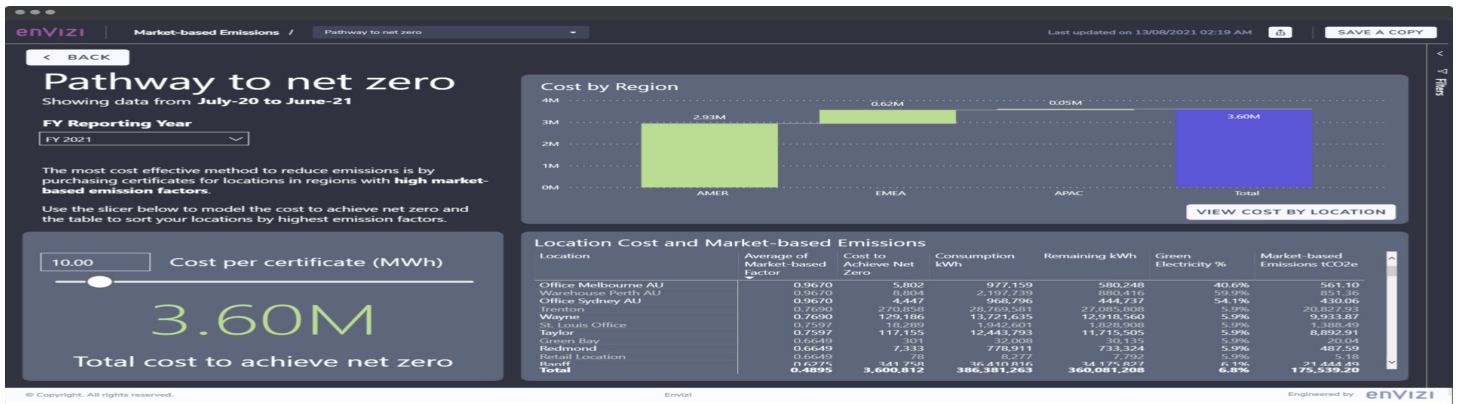 enVIZI
Market-based Emissions / Pathway to net zero
Last updated on 13/08/2021 02:19 AM
SAVE A COPY
< BACK
Filters
Pathway to net zero
Showing data from July-20 to June-21
FY Reporting Year
FY 2021
The most cost effective method to reduce emissions is by
purchasing certificates for locations in regions with high market-
based emission factors.
Use the slicer below to model the cost to achieve net zero and
the table to sort your locations by highest emission factors.
10.00 Cost per certificate (MWh)
3.60M
Total cost to achieve net zero
Cost by Region
4M
3M
2M
1M
0M
2.93M
0.62M
0.05M
3.60M
AMER EMEA APAC Total
VIEW COST BY LOCATION
Location Cost and Market-based Emissions
Location Average of Cost to Consumption Remaining kWh Green Market-based
Market-based Achieve Net kWh Electricity % Emissions tCO2e
Factor Zero
Office Melbourne AU 0.9670 5,802 977,159 580,248 40.6% 561.10
Warehouse Perth AU 0.9670 8,804 2,197,739 880,416 59.9% 851.36
Office Sydney AU 0.9670 4,447 968,796 444,737 54.1% 430.06
Trenton 0.7690 270,858 28,769,581 27,085,808 5.9% 20,827.93
Wayne 0.7690 129,186 13,721,635 12,918,560 5.9% 9,933.87
St. Louis Office 0.7597 18,289 1,942,601 1,828,908 5.9% 1,388.49
Taylor 0.7597 117,155 12,443,793 11,715,505 5.9% 8,892.91
Green Bay 0.6649 301 32,008 30,135 5.9% 20.04
Redmond 0.6649 7,333 778,911 733,324 5.9% 487.59
Retail Location 0.6649 78 8,277 7,792 5.9% 5.18
Banff 0.6275 341,758 36,410,816 34,175,827 6.1% 21,444.49
Total 0.4895 3,600,812 386,381,263 360,081,208 6.8% 175,539.20
© Copyright. All rights reserved.
Envizi
Engineered by enVIZI